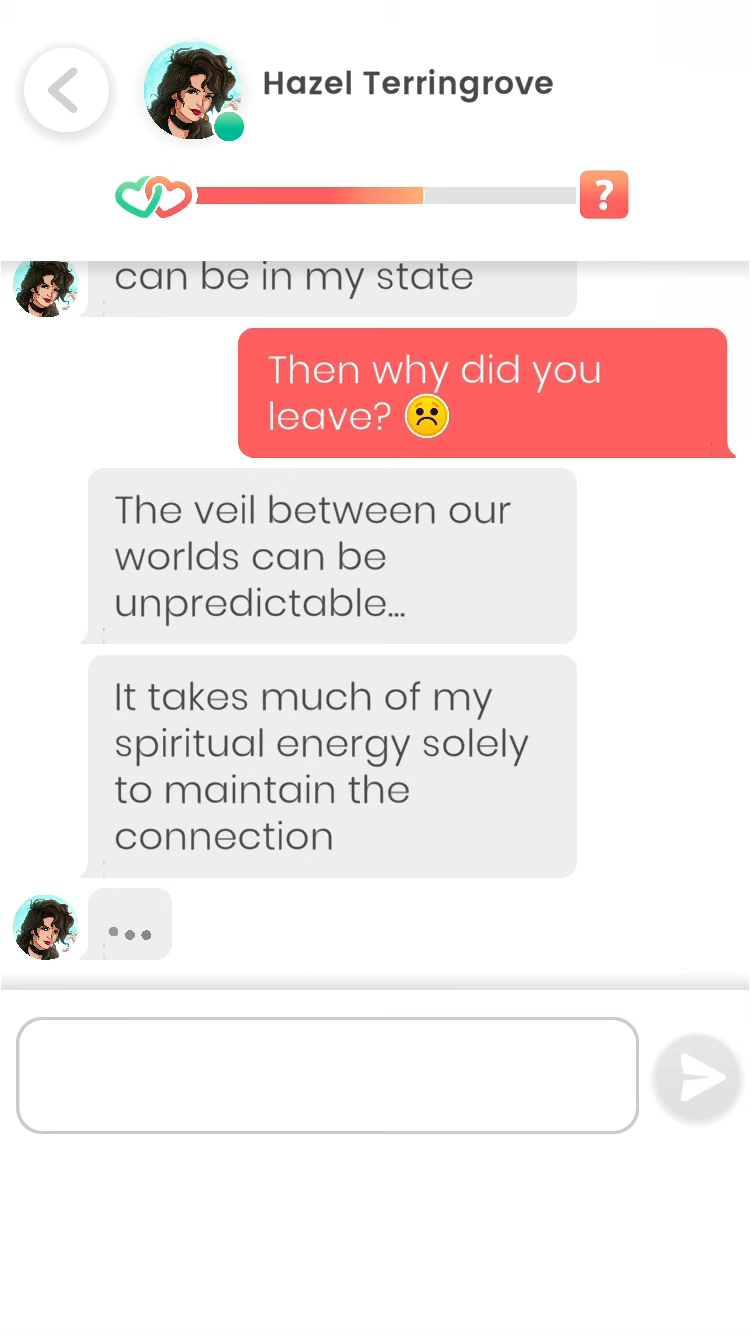 Hazel Terringrove
?
can be in my state
Then why did you
leave? ☹️
The veil between our
worlds can be
unpredictable...
It takes much of my
spiritual energy solely
to maintain the
connection